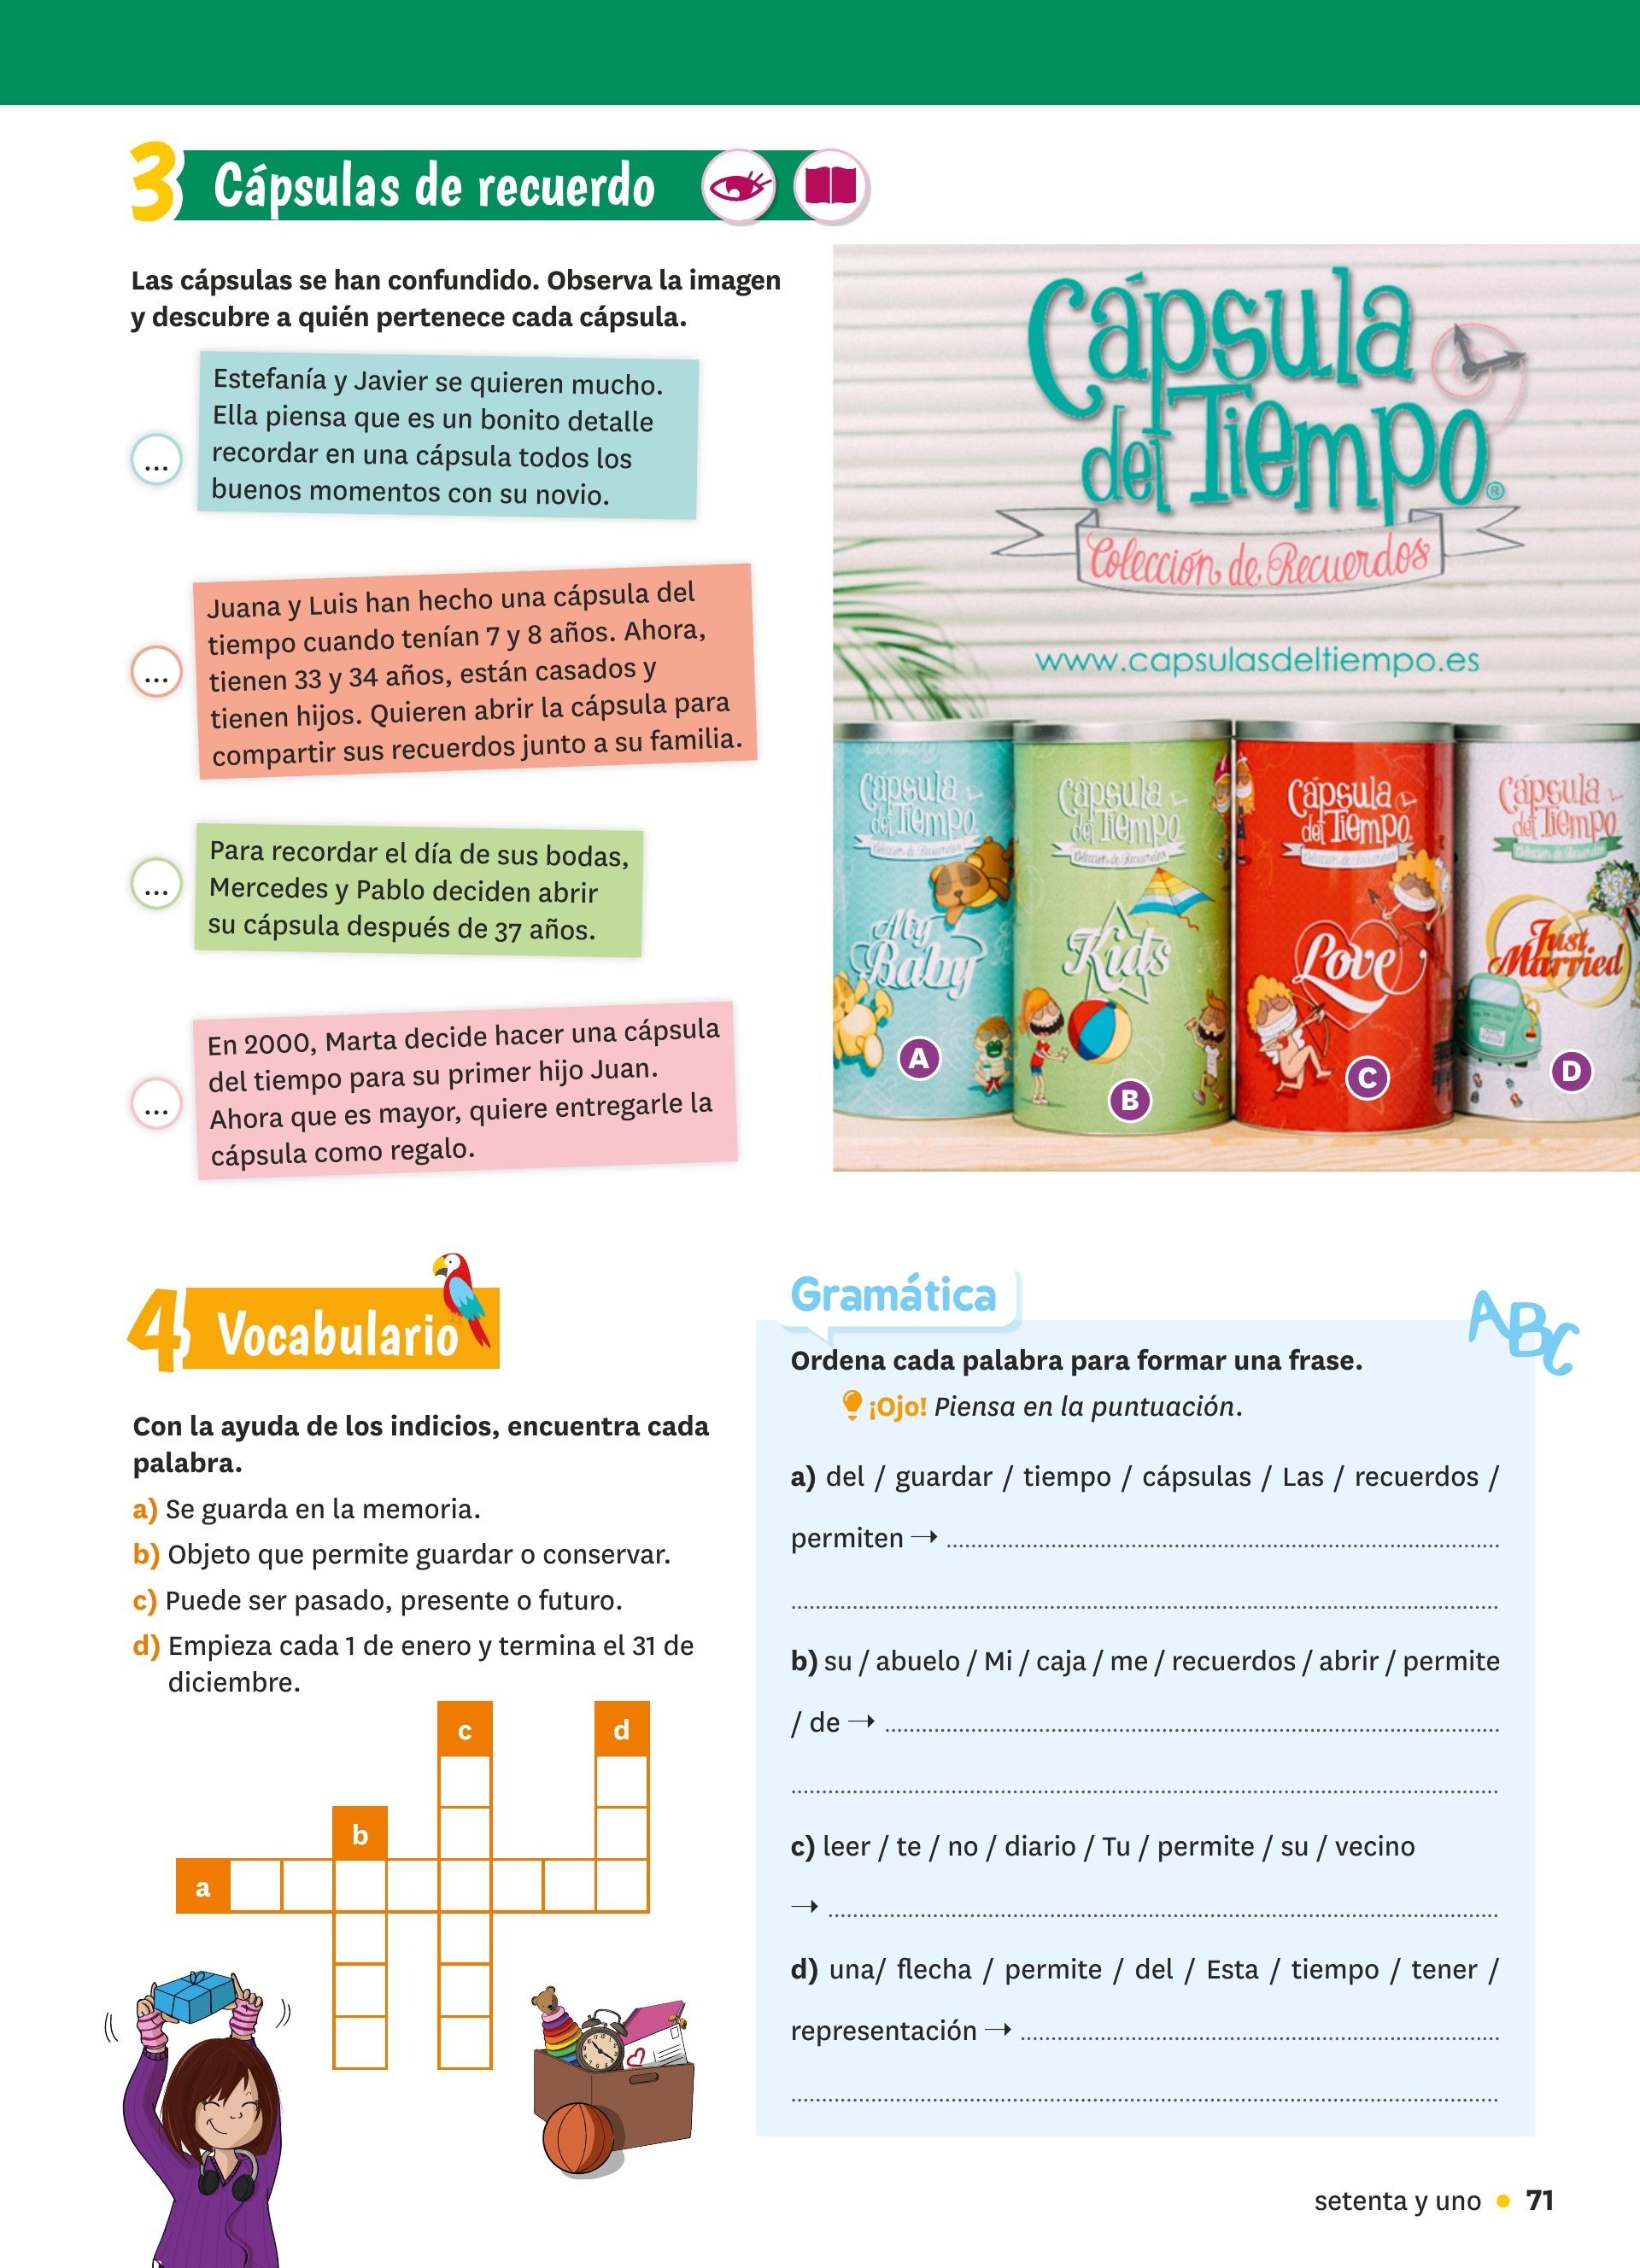 3 Cápsulas de recuerdo
Las cápsulas se han confundido. Observa la imagen
y descubre a quién pertenece cada cápsula.
...
Estefanía y Javier se quieren mucho.
Ella piensa que es un bonito detalle
recordar en una cápsula todos los
buenos momentos con su novio.
...
Juana y Luis han hecho una cápsula del
tiempo cuando tenían 7 y 8 años. Ahora,
tienen 33 y 34 años, están casados y
tienen hijos. Quieren abrir la cápsula para
compartir sus recuerdos junto a su familia.
...
Para recordar el día de sus bodas,
Mercedes y Pablo deciden abrir
su cápsula después de 37 años.
...
En 2000, Marta decide hacer una cápsula
del tiempo para su primer hijo Juan.
Ahora que es mayor, quiere entregarle la
cápsula como regalo.
Cápsula
del Tiempo®
Colección de Recuerdos
www.capsulasdeltiempo.es
Cápsula
del Tiempo
Colección de Recuerdos
My
Baby
A
Cápsula
del Tiempo
Colección de Recuerdos
Kids
B
Cápsula
del Tiempo
Colección de Recuerdos
Love
C
Cápsula
del Tiempo
Colección de Recuerdos
Just
Married
D
4 Vocabulario
Con la ayuda de los indicios, encuentra cada
palabra.
a) Se guarda en la memoria.
b) Objeto que permite guardar o conservar.
c) Puede ser pasado, presente o futuro.
d) Empieza cada 1 de enero y termina el 31 de
diciembre.
c
d
b
a
Gramática
ABC
Ordena cada palabra para formar una frase.
¡Ojo! Piensa en la puntuación.
a) del / guardar / tiempo / cápsulas / Las / recuerdos /
permiten →
b) su / abuelo / Mi / caja / me / recuerdos / abrir / permite
/ de →
c) leer / te / no / diario / Tu / permite / su / vecino
→
d) una/ flecha / permite / del / Esta / tiempo / tener /
representación →
setenta y uno • 71